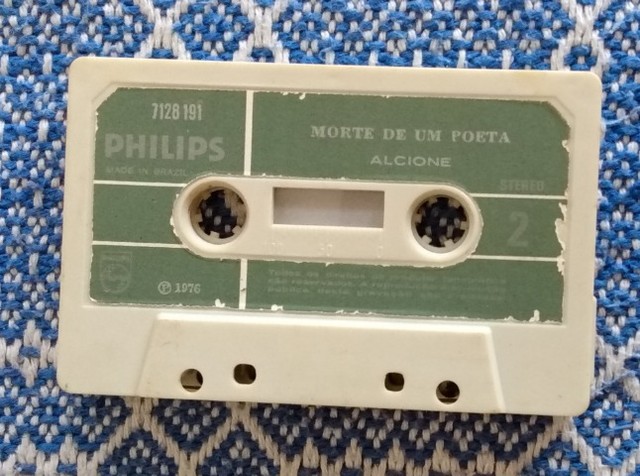 7128 191
PHILIPS
MADE IN BRAZIL
MORTE DE UM POETA
ALCIONE
STEREO
2
℗ 1976